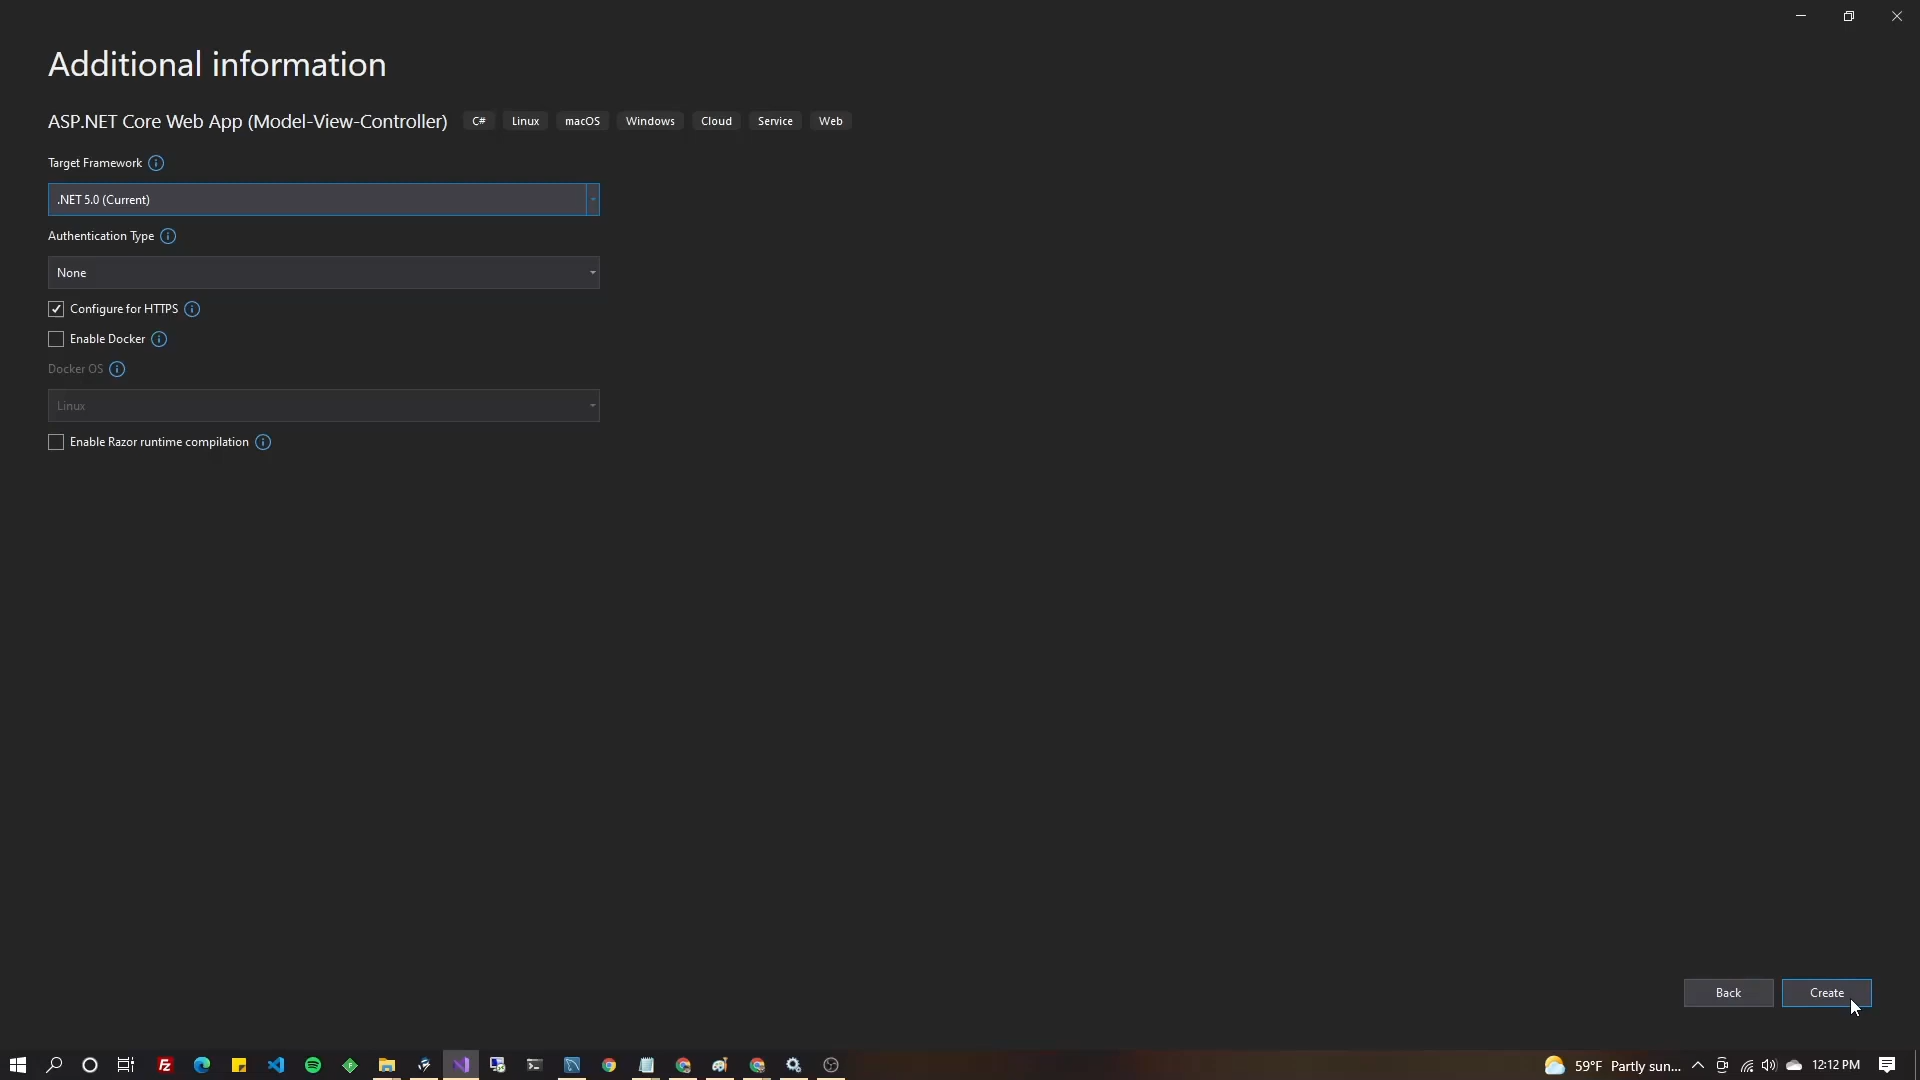 Additional information
ASP.NET Core Web App (Model-View-Controller) C# Linux macOS Windows Cloud Service Web
Target Framework
.NET 5.0 (Current)
Authentication Type
None
Configure for HTTPS
Enable Docker
Docker OS
Linux
Enable Razor runtime compilation
Back Create
59°F Partly sun... 12:12 PM